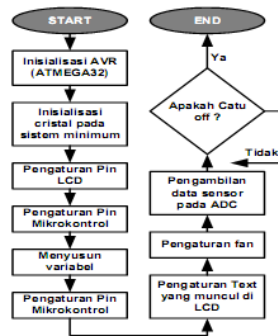 START
Inisialisasi AVR
(ATMEGA32)
Inisialisasi
cristal pada
sistem minimum
Pengaturan Pin
LCD
Pengaturan Pin
Mikrokontrol
Menyusun
variabel
Pengaturan Pin
Mikrokontrol
END
Ya
Apakah Catu
off ?
Tidak
Pengambilan
data sensor
pada ADC
Pengaturan fan
Pengaturan Text
yang muncul di
LCD